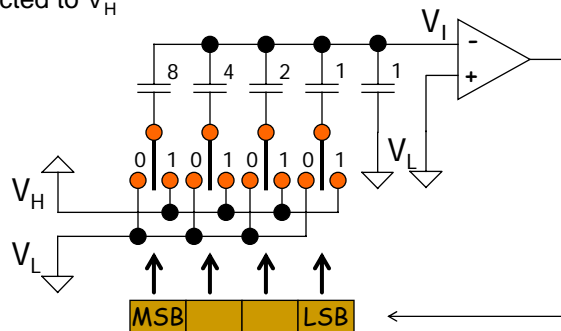 cted to V_H
V_I
- 
8 4 2 1 1
+
V_L
0 1 0 1 0 1 0 1
V_H
V_L
MSB LSB